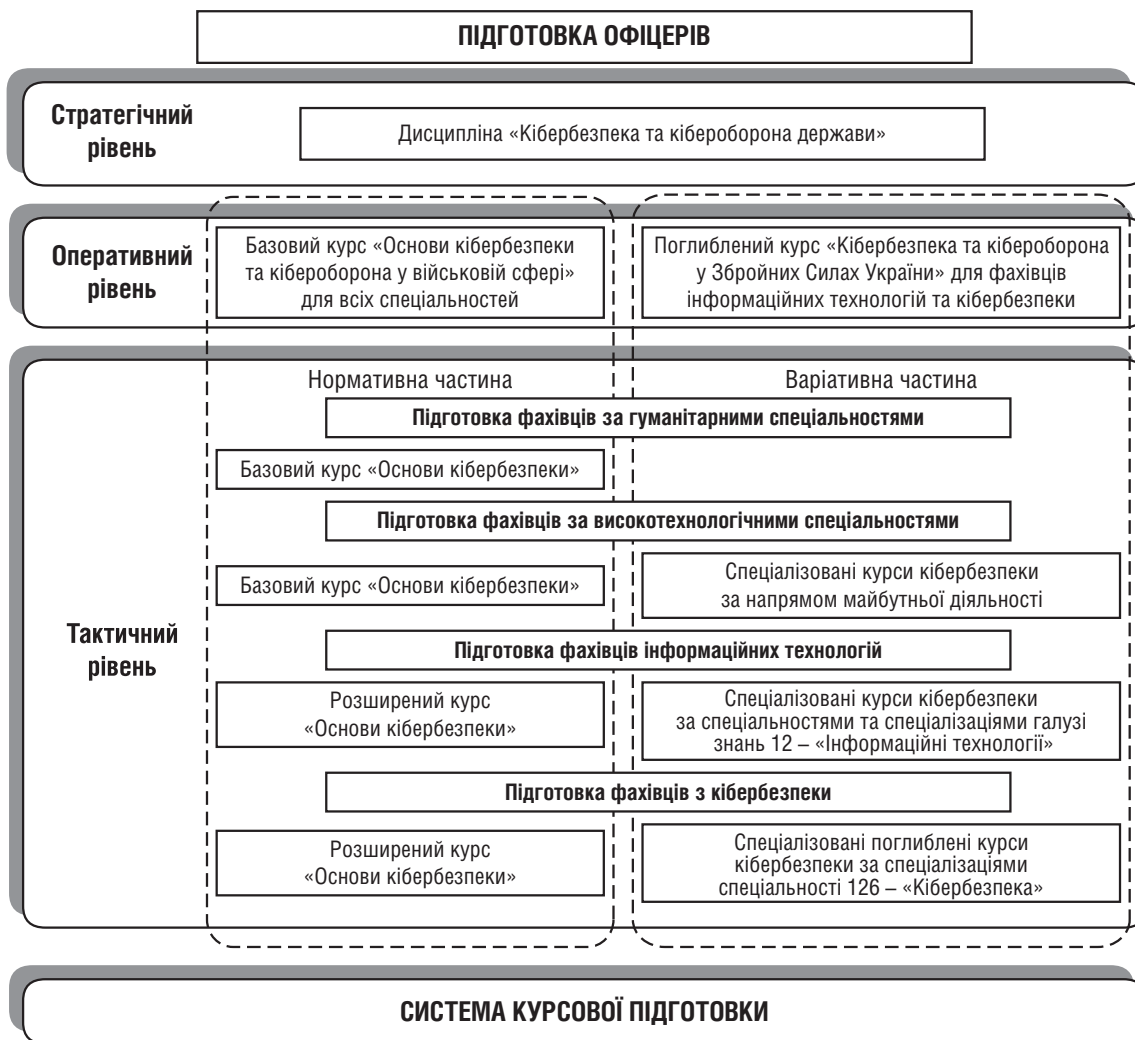 ПІДГОТОВКА ОФІЦЕРІВ
Стратегічний
рівень
Дисципліна «Кібербезпека та кібероборона держави»
Оперативний
рівень
Базовий курс «Основи кібербезпеки
та кібероборона у військовій сфері»
для всіх спеціальностей
Поглиблений курс «Кібербезпека та кібероборона
у Збройних Силах України» для фахівців
інформаційних технологій та кібербезпеки
Тактичний
рівень
Нормативна частина
Варіативна частина
Підготовка фахівців за гуманітарними спеціальностями
Базовий курс «Основи кібербезпеки»
Підготовка фахівців за високотехнологічними спеціальностями
Базовий курс «Основи кібербезпеки»
Спеціалізовані курси кібербезпеки
за напрямом майбутньої діяльності
Підготовка фахівців інформаційних технологій
Розширений курс
«Основи кібербезпеки»
Спеціалізовані курси кібербезпеки
за спеціальностями та спеціалізаціями галузі
знань 12 – «Інформаційні технології»
Підготовка фахівців з кібербезпеки
Розширений курс
«Основи кібербезпеки»
Спеціалізовані поглиблені курси
кібербезпеки за спеціалізаціями
спеціальності 126 – «Кібербезпека»
СИСТЕМА КУРСОВОЇ ПІДГОТОВКИ